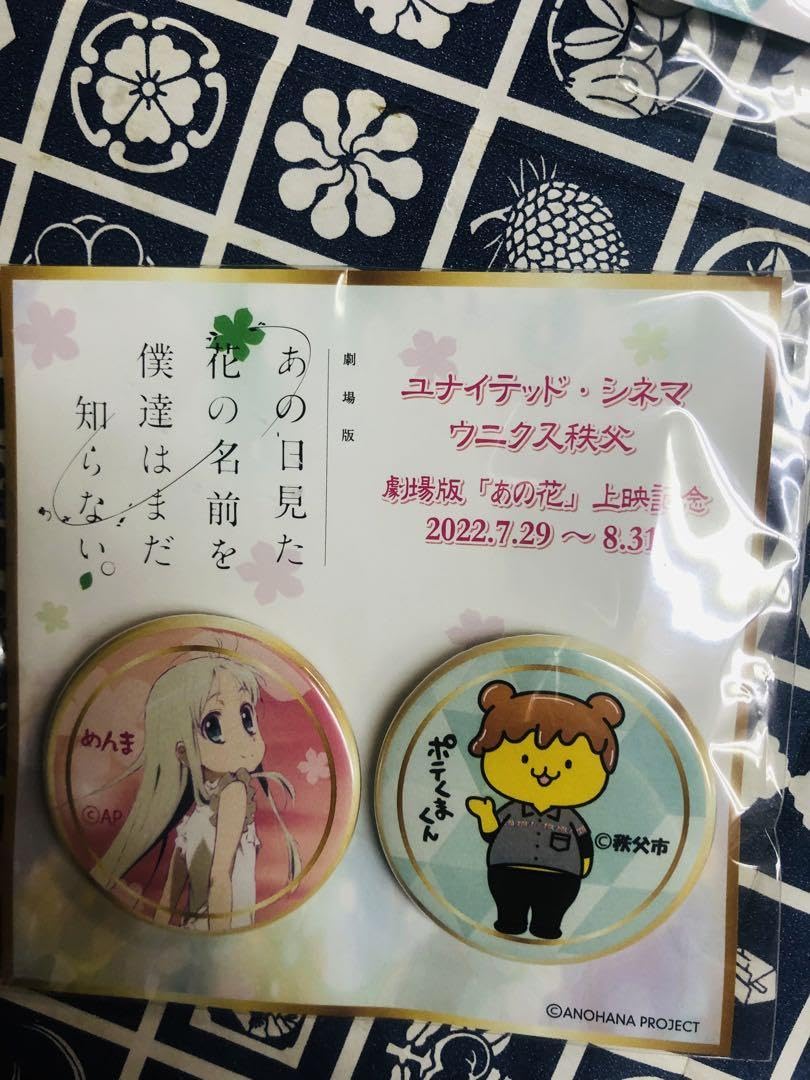 劇場版
あの日見た
花の名前を
僕達はまだ
知らない。
ユナイテッド・シネマ
ウニクス秩父
劇場版「あの花」上映記念
2022.7.29 ～ 8.31
めんま
©AP
ポテくま
くん
©秩父市
©ANOHANA PROJECT